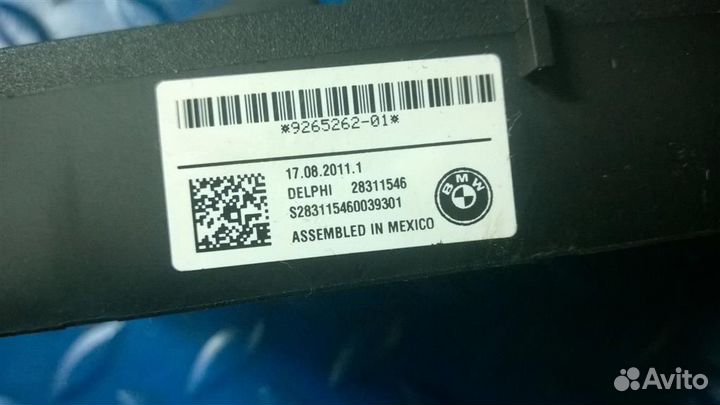 *9265262-01*
17.08.2011.1
DELPHI 28311546
S283115460039301
ASSEMBLED IN MEXICO
BMW
Avito